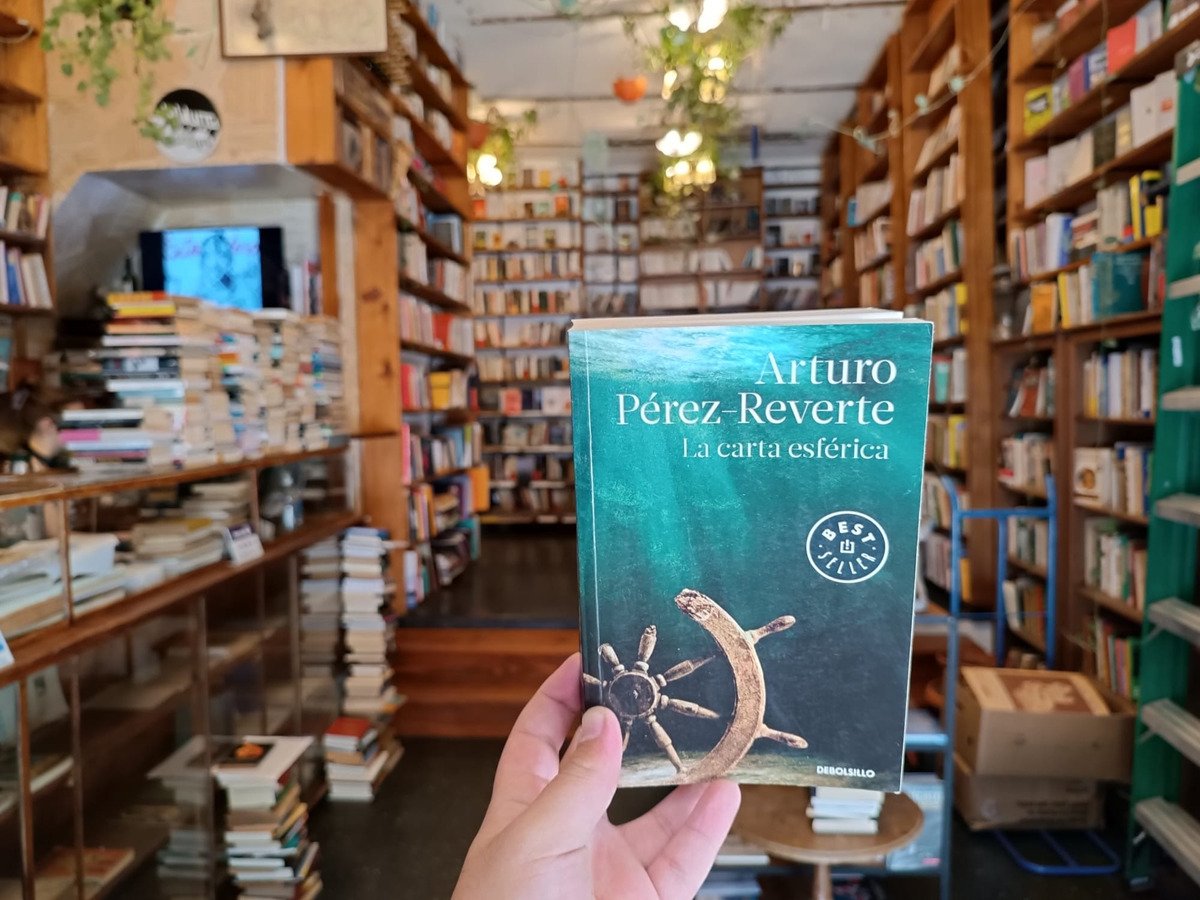 Arturo
Pérez-Reverte
La carta esférica
BEST
SELLER
DEBOLSILLO